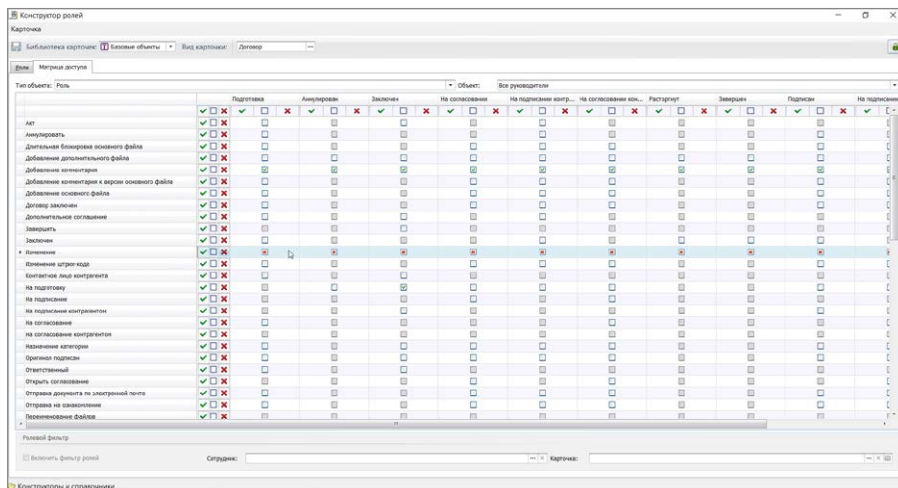 Конструктор ролей
Карточка
Библиотека карточек: Базовые объекты Вид карточки: Договор
Роли Матрица доступа
Тип объекта: Роль Объект: Все руководители
Подготовка Аннулирован Заключен На согласовании На подписании контр... На согласовании кон... Расторгнут Завершен Подписан На подписании
Акт
Аннулировать
Длительная блокировка основного файла
Добавление дополнительного файла
Добавление комментария
Добавление комментария к версии основного файла
Добавление основного файла
Договор заключен
Дополнительное соглашение
Завершить
Заключен
Изменение
Изменение штрих-кода
Контактное лицо контрагента
На подготовку
На подписание
На подписание контрагентом
На согласование
На согласование контрагентом
Назначение категории
Оригинал подписан
Ответственный
Открыть согласование
Отправка документа по электронной почте
Отправка на ознакомление
Переименование файлов
Ролевой фильтр
Включить фильтр ролей Сотрудник: Карточка:
Конструкторы и справочники